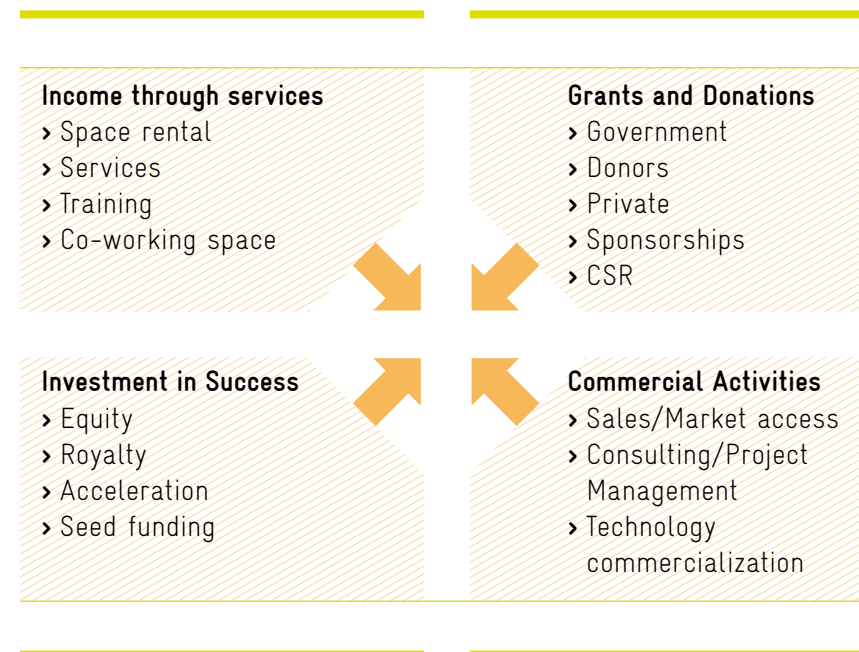 Income through services
› Space rental
› Services
› Training
› Co-working space
Grants and Donations
› Government
› Donors
› Private
› Sponsorships
› CSR
Investment in Success
› Equity
› Royalty
› Acceleration
› Seed funding
Commercial Activities
› Sales/Market access
› Consulting/Project
Management
› Technology
commercialization